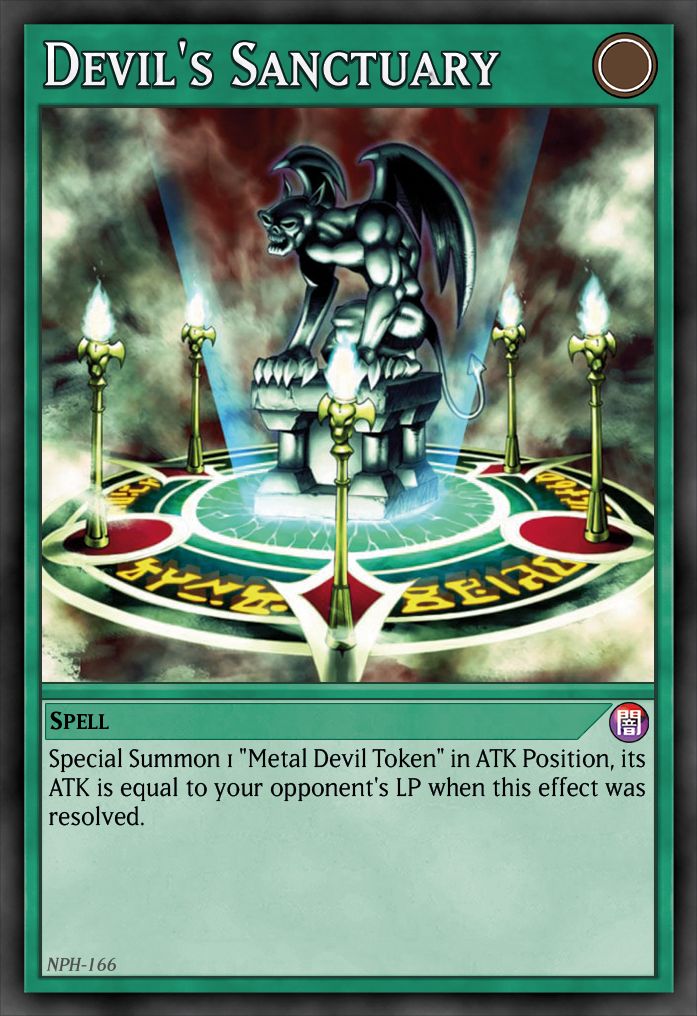 Devil's Sanctuary
Spell
闇
Special Summon 1 "Metal Devil Token" in ATK Position, its
ATK is equal to your opponent's LP when this effect was
resolved.
NPH-166